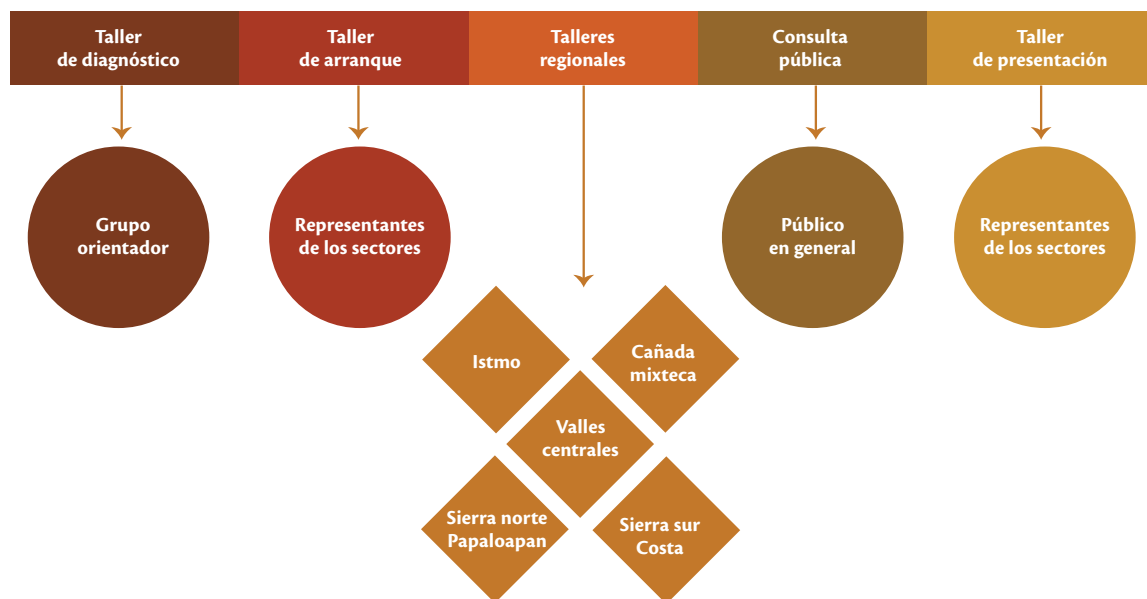 Taller
de diagnóstico
Taller
de arranque
Talleres
regionales
Consulta
pública
Taller
de presentación
Grupo
orientador
Representantes
de los sectores
Público
en general
Representantes
de los sectores
Istmo
Cañada
mixteca
Valles
centrales
Sierra norte
Papaloapan
Sierra sur
Costa